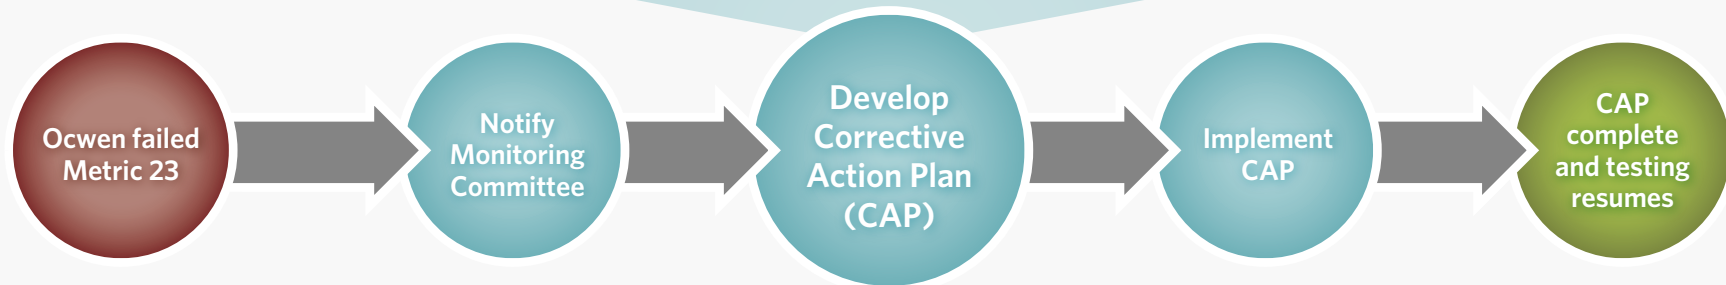 Ocwen failed
Metric 23
Notify
Monitoring
Committee
Develop
Corrective
Action Plan
(CAP)
Implement
CAP
CAP
complete
and testing
resumes